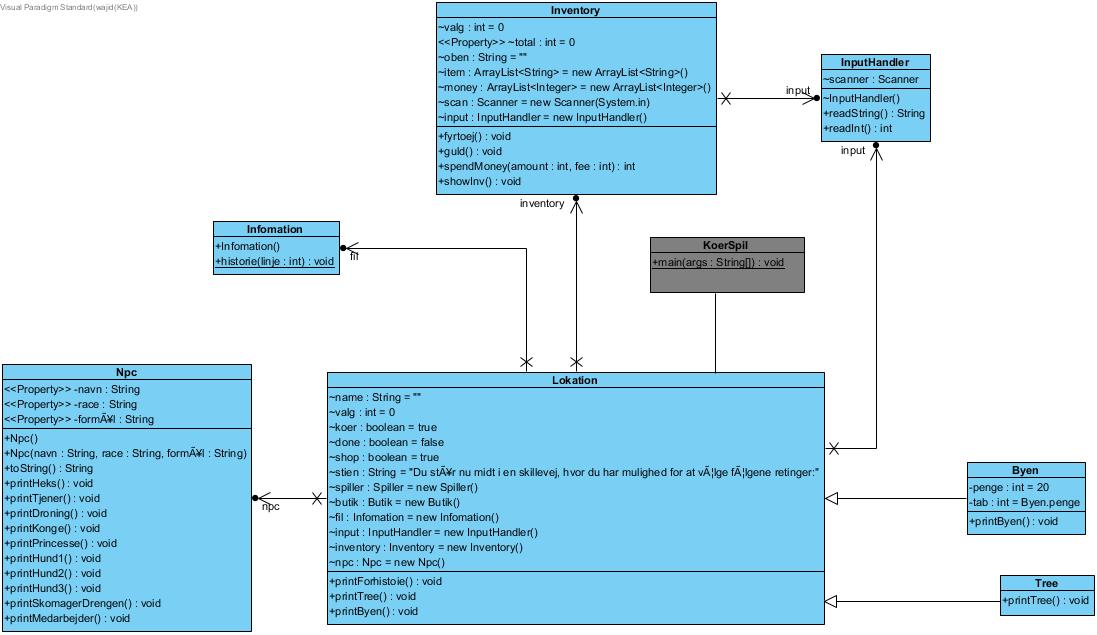 Visual Paradigm Standard(wajid(KEA))
Inventory
~valg : int = 0
<<Property>> ~total : int = 0
~oben : String = ""
~item : ArrayList<String> = new ArrayList<String>()
~money : ArrayList<Integer> = new ArrayList<Integer>()
~scan : Scanner = new Scanner(System.in)
~input : InputHandler = new InputHandler()
+fyrtoej() : void
+guld() : void
+spendMoney(amount : int, fee : int) : int
+showInv() : void
input
InputHandler
~scanner : Scanner
~InputHandler()
+readString() : String
+readInt() : int
input
inventory
Infomation
+Infomation()
+historie(linje : int) : void
fil
KoerSpil
+main(args : String[]) : void
Npc
<<Property>> -navn : String
<<Property>> -race : String
<<Property>> -formÃ¥l : String
+Npc()
+Npc(navn : String, race : String, formÃ¥l : String)
+toString() : String
+printHeks() : void
+printTjener() : void
+printDroning() : void
+printKonge() : void
+printPrincesse() : void
+printHund1() : void
+printHund2() : void
+printHund3() : void
+printSkomagerDrengen() : void
+printMedarbejder() : void
npc
Lokation
~name : String = ""
~valg : int = 0
~koer : boolean = true
~done : boolean = false
~shop : boolean = true
~stien : String = "Du stÃ¥r nu midt i en skillevej, hvor du har mulighed for at vÃ¦lge fÃ¦lgene retinger:"
~spiller : Spiller = new Spiller()
~butik : Butik = new Butik()
~fil : Infomation = new Infomation()
~input : InputHandler = new InputHandler()
~inventory : Inventory = new Inventory()
~npc : Npc = new Npc()
+printForhistoie() : void
+printTree() : void
+printByen() : void
Byen
-penge : int = 20
-tab : int = Byen.penge
+printByen() : void
Tree
+printTree() : void